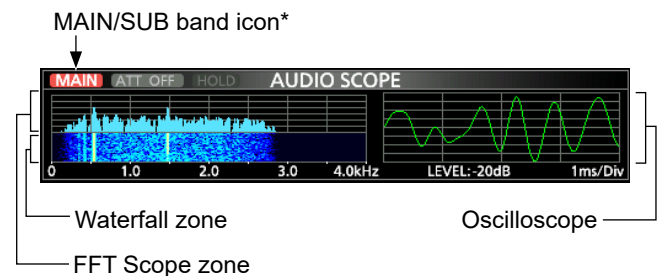 MAIN/SUB band icon*
MAIN ATT OFF HOLD AUDIO SCOPE
0 1.0 2.0 3.0 4.0kHz LEVEL:-20dB 1ms/Div
Waterfall zone Oscilloscope
FFT Scope zone